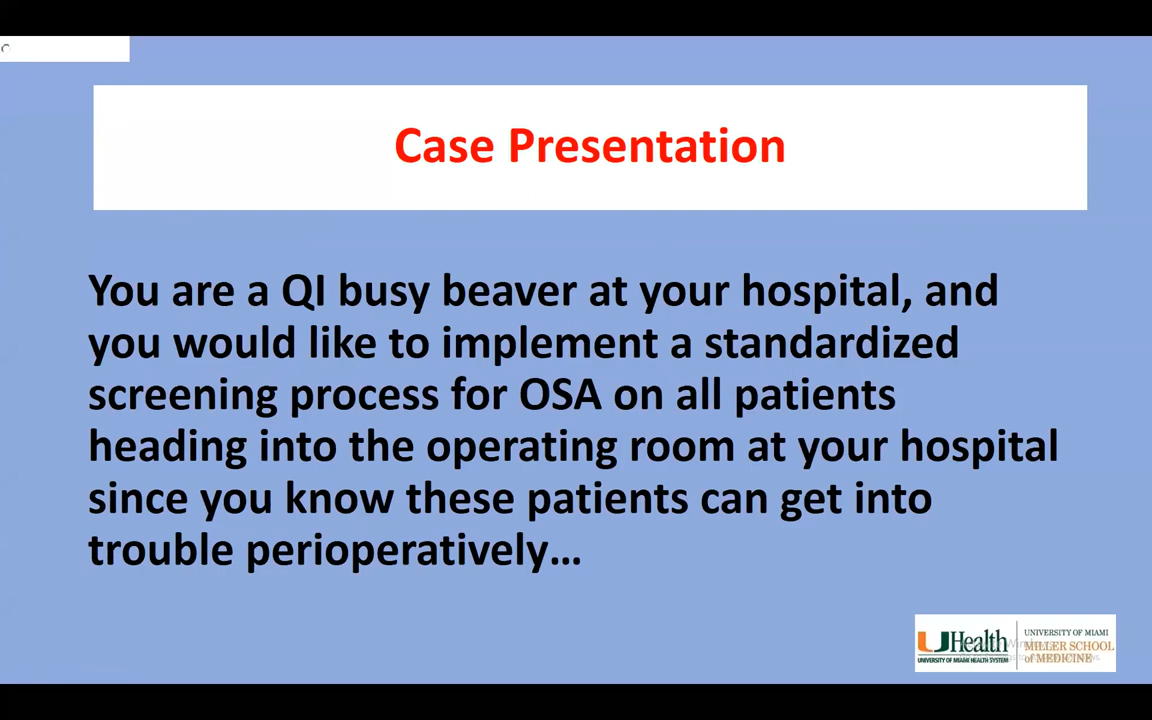 Case Presentation
You are a QI busy beaver at your hospital, and
you would like to implement a standardized
screening process for OSA on all patients
heading into the operating room at your hospital
since you know these patients can get into
trouble perioperatively...
UHealth
UNIVERSITY OF MIAMI HEALTH SYSTEM
UNIVERSITY OF MIAMI
MILLER SCHOOL
of MEDICINE